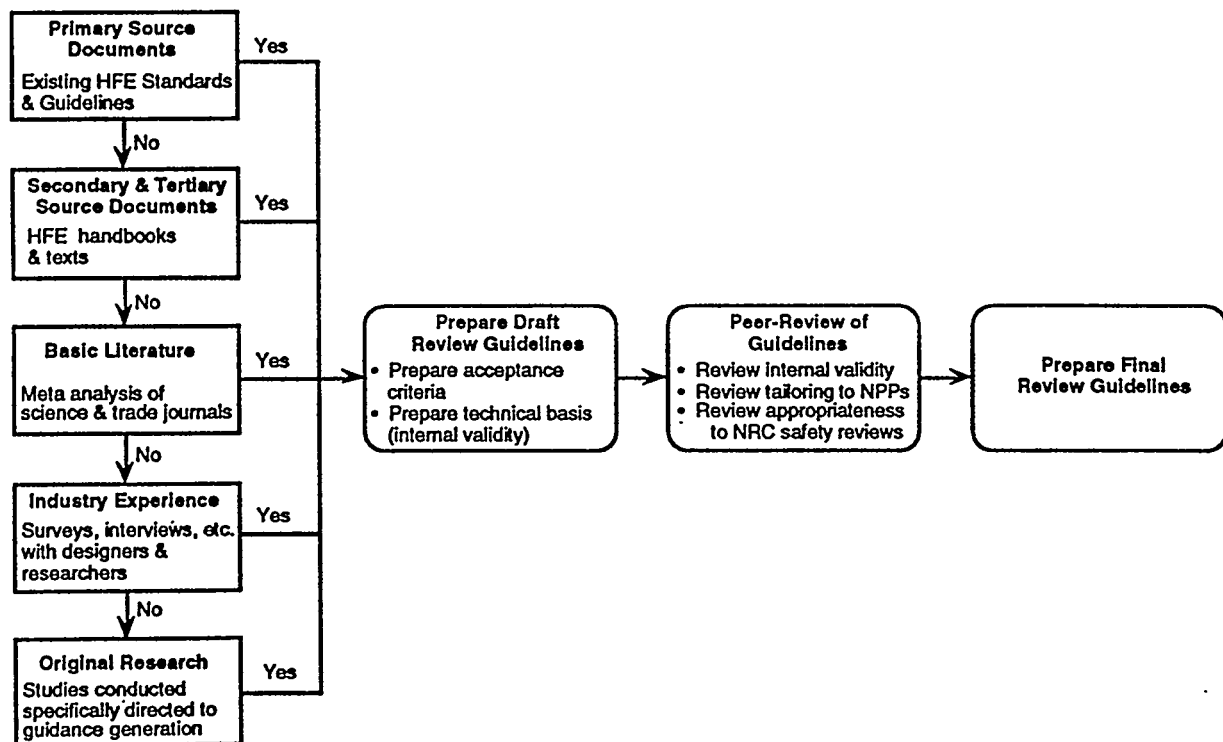 Primary Source
Documents
Existing HFE Standards
& Guidelines
Yes
No
Secondary & Tertiary
Source Documents
HFE handbooks
& texts
Yes
No
Basic Literature
Meta analysis of
science & trade journals
Yes
No
Industry Experience
Surveys, interviews, etc.
with designers &
researchers
Yes
No
Original Research
Studies conducted
specifically directed to
guidance generation
Yes
Prepare Draft
Review Guidelines
• Prepare acceptance
criteria
• Prepare technical basis
(internal validity)
Peer-Review of
Guidelines
• Review internal validity
• Review tailoring to NPPs
• Review appropriateness
to NRC safety reviews
Prepare Final
Review Guidelines